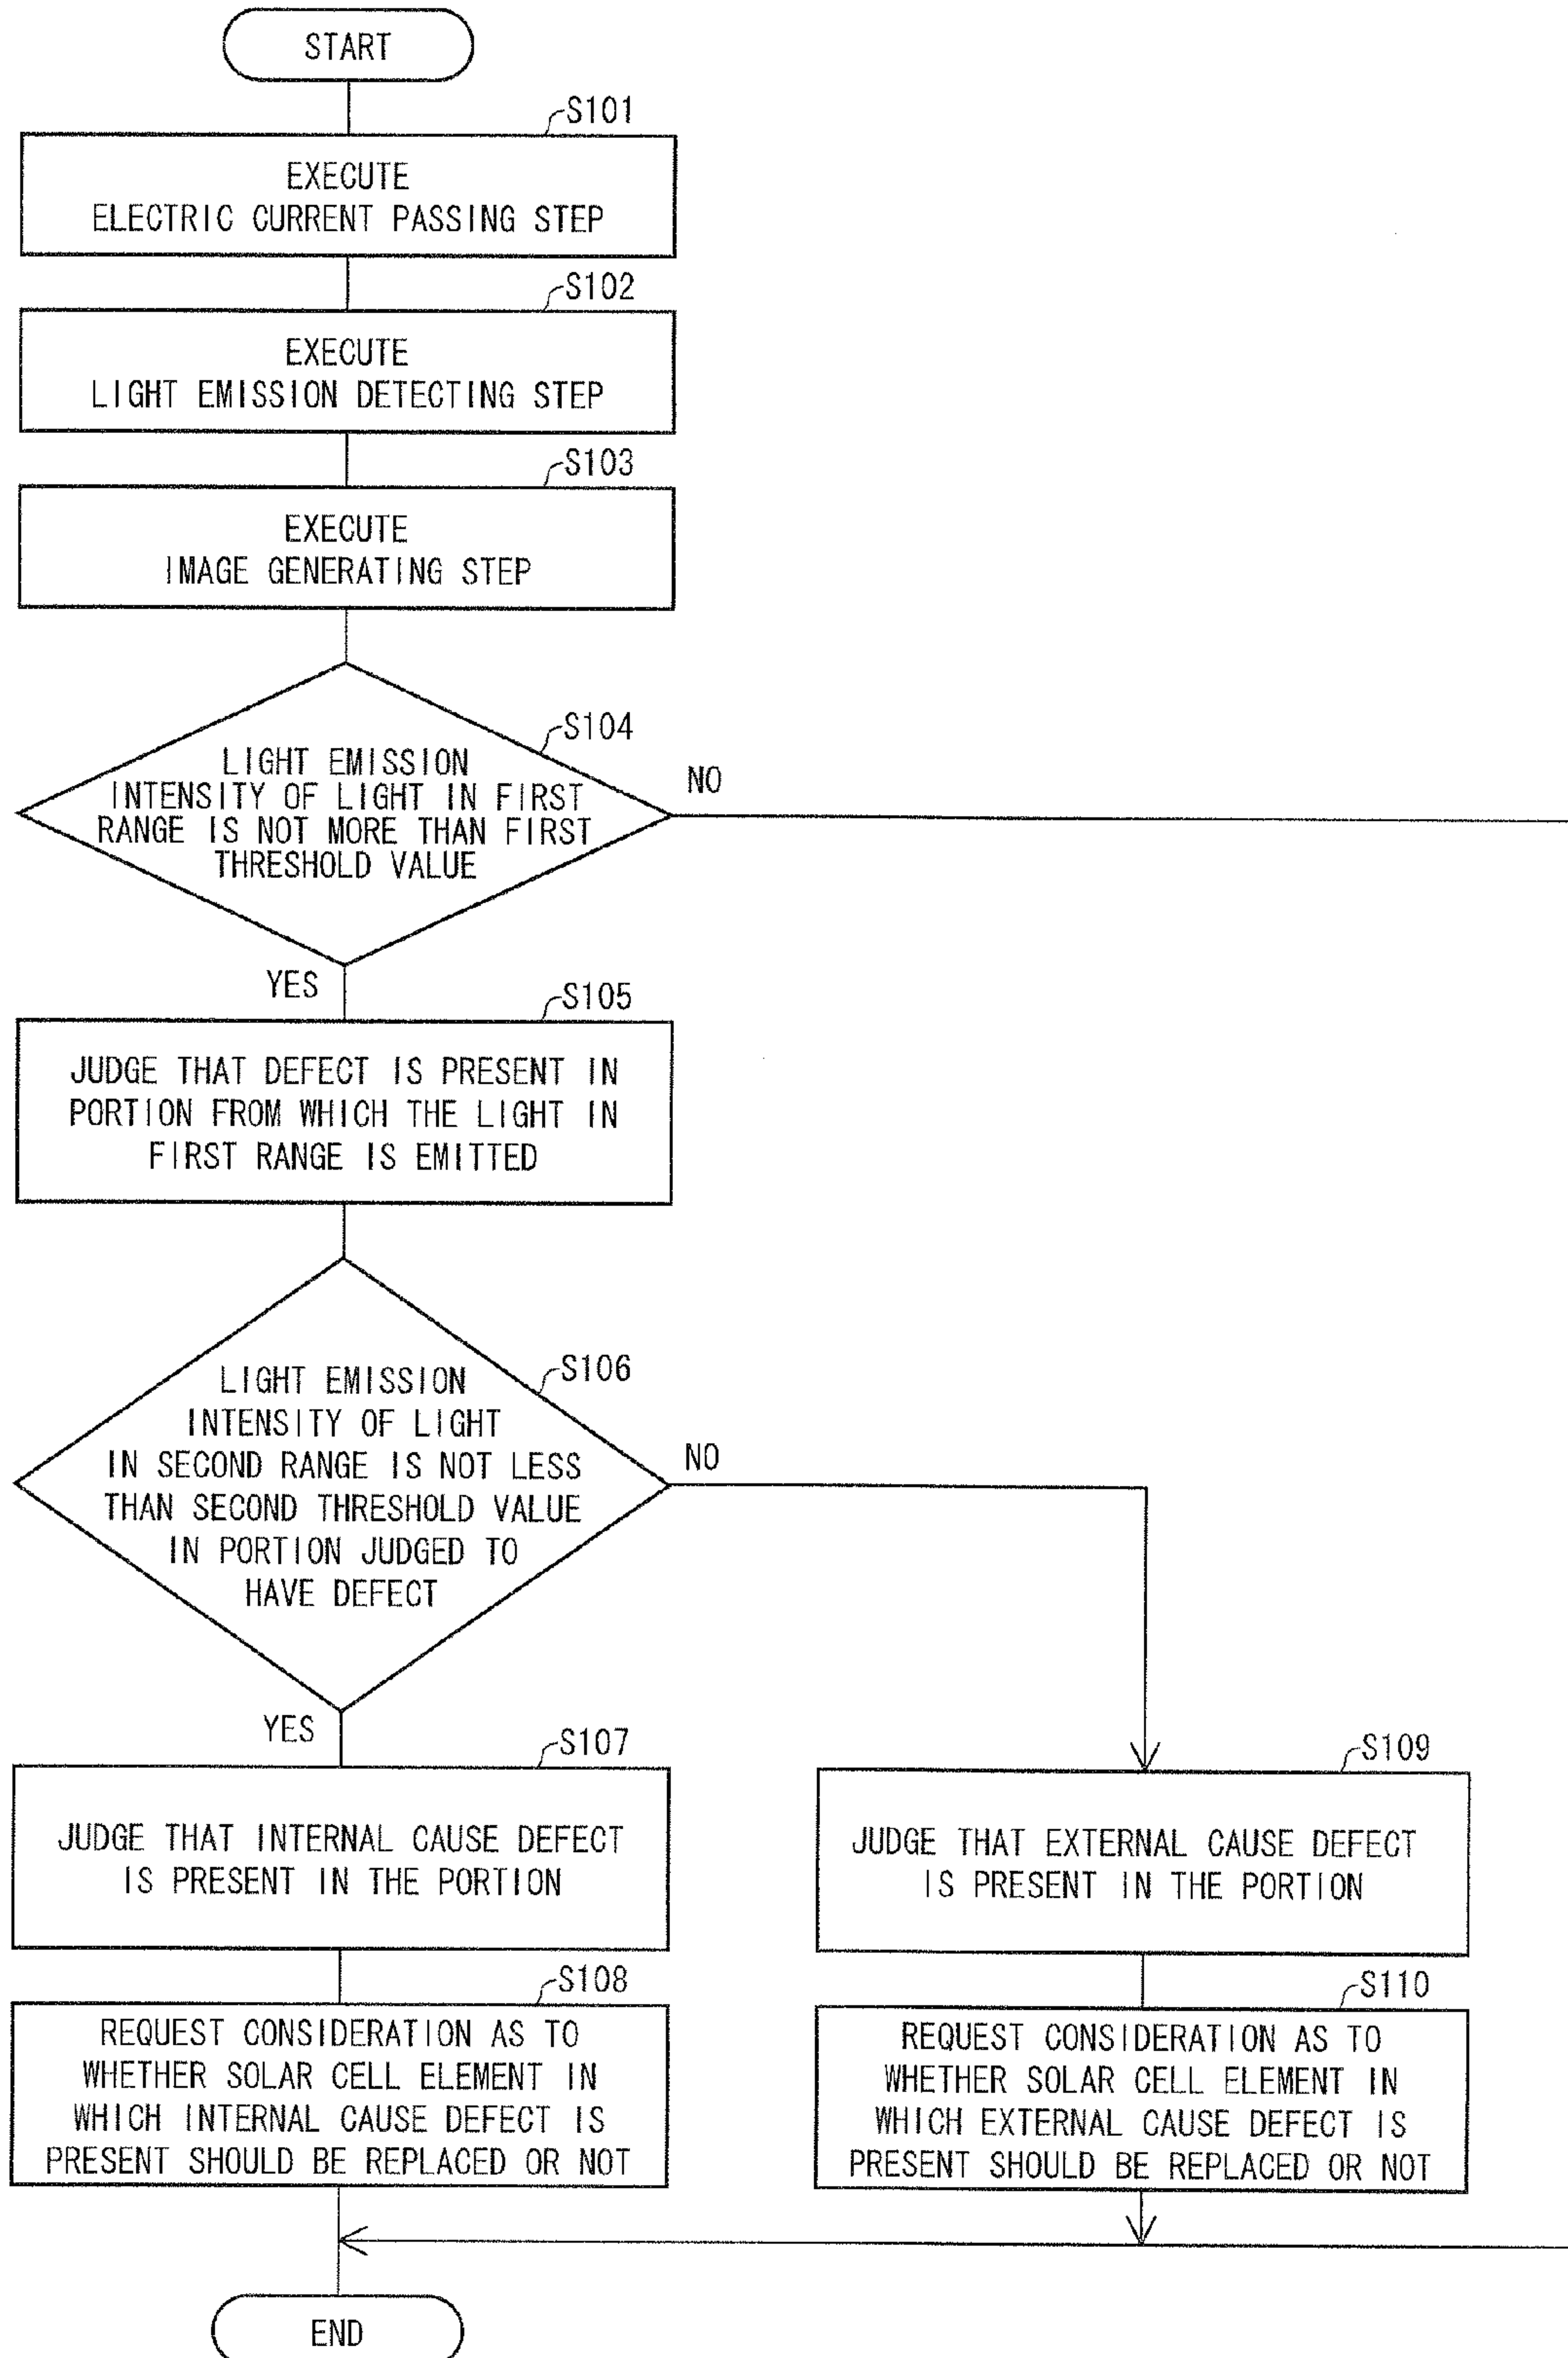 START
S101
EXECUTE
ELECTRIC CURRENT PASSING STEP
S102
EXECUTE
LIGHT EMISSION DETECTING STEP
S103
EXECUTE
IMAGE GENERATING STEP
S104
LIGHT EMISSION
INTENSITY OF LIGHT IN FIRST
RANGE IS NOT MORE THAN FIRST
THRESHOLD VALUE
NO
YES
S105
JUDGE THAT DEFECT IS PRESENT IN
PORTION FROM WHICH THE LIGHT IN
FIRST RANGE IS EMITTED
S106
LIGHT EMISSION
INTENSITY OF LIGHT
IN SECOND RANGE IS NOT LESS
THAN SECOND THRESHOLD VALUE
IN PORTION JUDGED TO
HAVE DEFECT
NO
YES
S107
JUDGE THAT INTERNAL CAUSE DEFECT
IS PRESENT IN THE PORTION
S109
JUDGE THAT EXTERNAL CAUSE DEFECT
IS PRESENT IN THE PORTION
S108
REQUEST CONSIDERATION AS TO
WHETHER SOLAR CELL ELEMENT IN
WHICH INTERNAL CAUSE DEFECT IS
PRESENT SHOULD BE REPLACED OR NOT
S110
REQUEST CONSIDERATION AS TO
WHETHER SOLAR CELL ELEMENT IN
WHICH EXTERNAL CAUSE DEFECT IS
PRESENT SHOULD BE REPLACED OR NOT
END